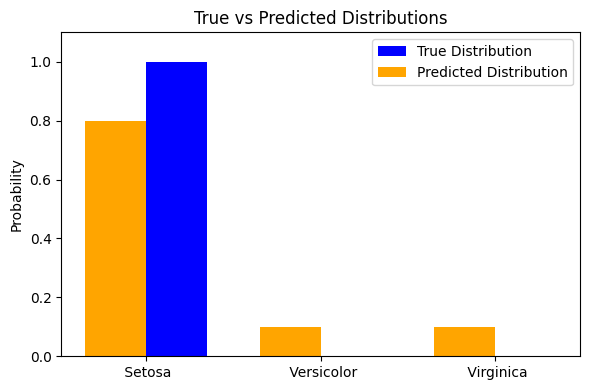 True vs Predicted Distributions
True Distribution
Predicted Distribution
Probability
1.0
0.8
0.6
0.4
0.2
0.0
Setosa
Versicolor
Virginica